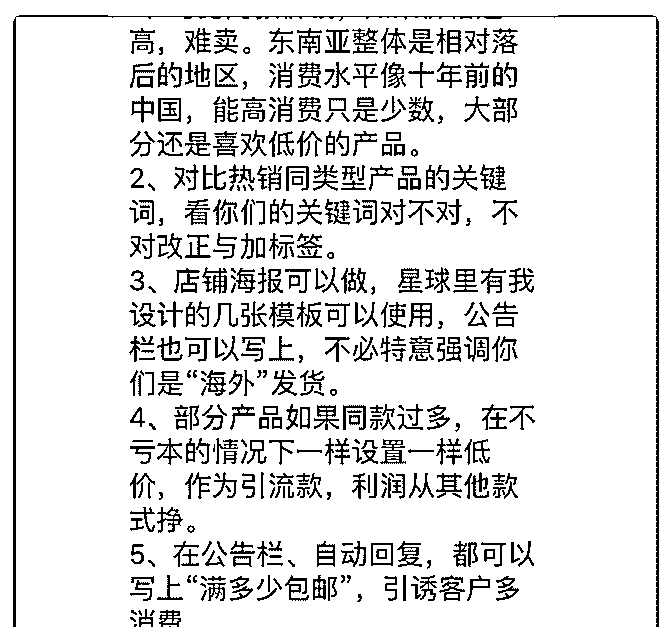 高，难卖。东南亚整体是相对落
后的地区，消费水平像十年前的
中国，能高消费只是少数，大部
分还是喜欢低价的产品。
2、对比热销同类型产品的关键
词，看你们的关键词对不对，不
对改正与加标签。
3、店铺海报可以做，星球里有我
设计的几张模板可以使用，公告
栏也可以写上，不必特意强调你
们是“海外”发货。
4、部分产品如果同款过多，在不
亏本的情况下一样设置一样低
价，作为引流款，利润从其他款
式挣。
5、在公告栏、自动回复，都可以
写上“满多少包邮”，引诱客户多
消费